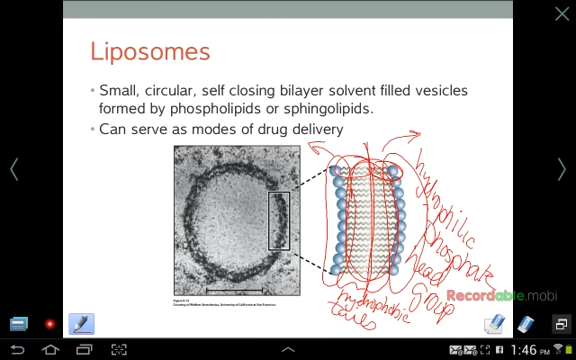 Liposomes
• Small, circular, self closing bilayer solvent filled vesicles
formed by phospholipids or sphingolipids.
• Can serve as modes of drug delivery
hydrophilic
phosphate
head
group
hydrophobic
Recordable.mobi
1:46 PM